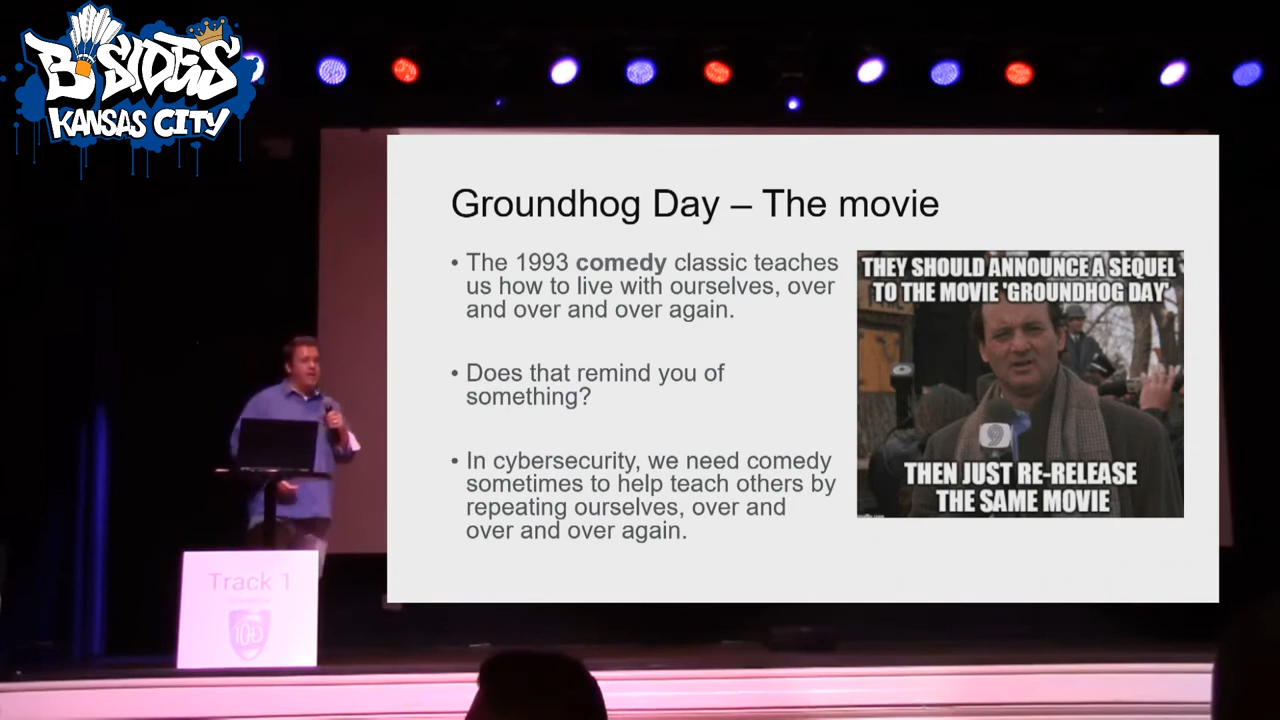 B·SIDES
KANSAS CITY
Groundhog Day – The movie
• The 1993 comedy classic teaches
us how to live with ourselves, over
and over and over again.
• Does that remind you of
something?
• In cybersecurity, we need comedy
sometimes to help teach others by
repeating ourselves, over and
over and over again.
THEY SHOULD ANNOUNCE A SEQUEL
TO THE MOVIE 'GROUNDHOG DAY'
9
THEN JUST RE-RELEASE
THE SAME MOVIE
Track 1